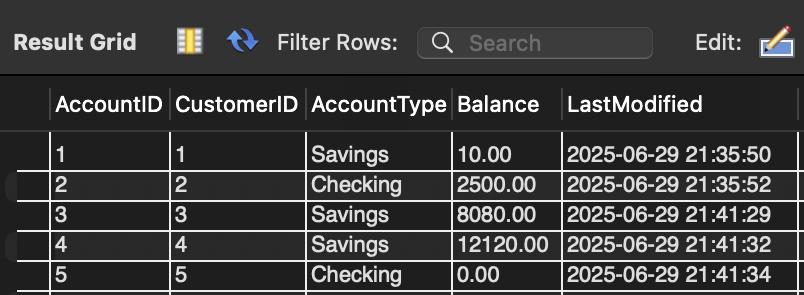 Result Grid Filter Rows: Search Edit:
AccountID CustomerID AccountType Balance LastModified
1 1 Savings 10.00 2025-06-29 21:35:50
2 2 Checking 2500.00 2025-06-29 21:35:52
3 3 Savings 8080.00 2025-06-29 21:41:29
4 4 Savings 12120.00 2025-06-29 21:41:32
5 5 Checking 0.00 2025-06-29 21:41:34